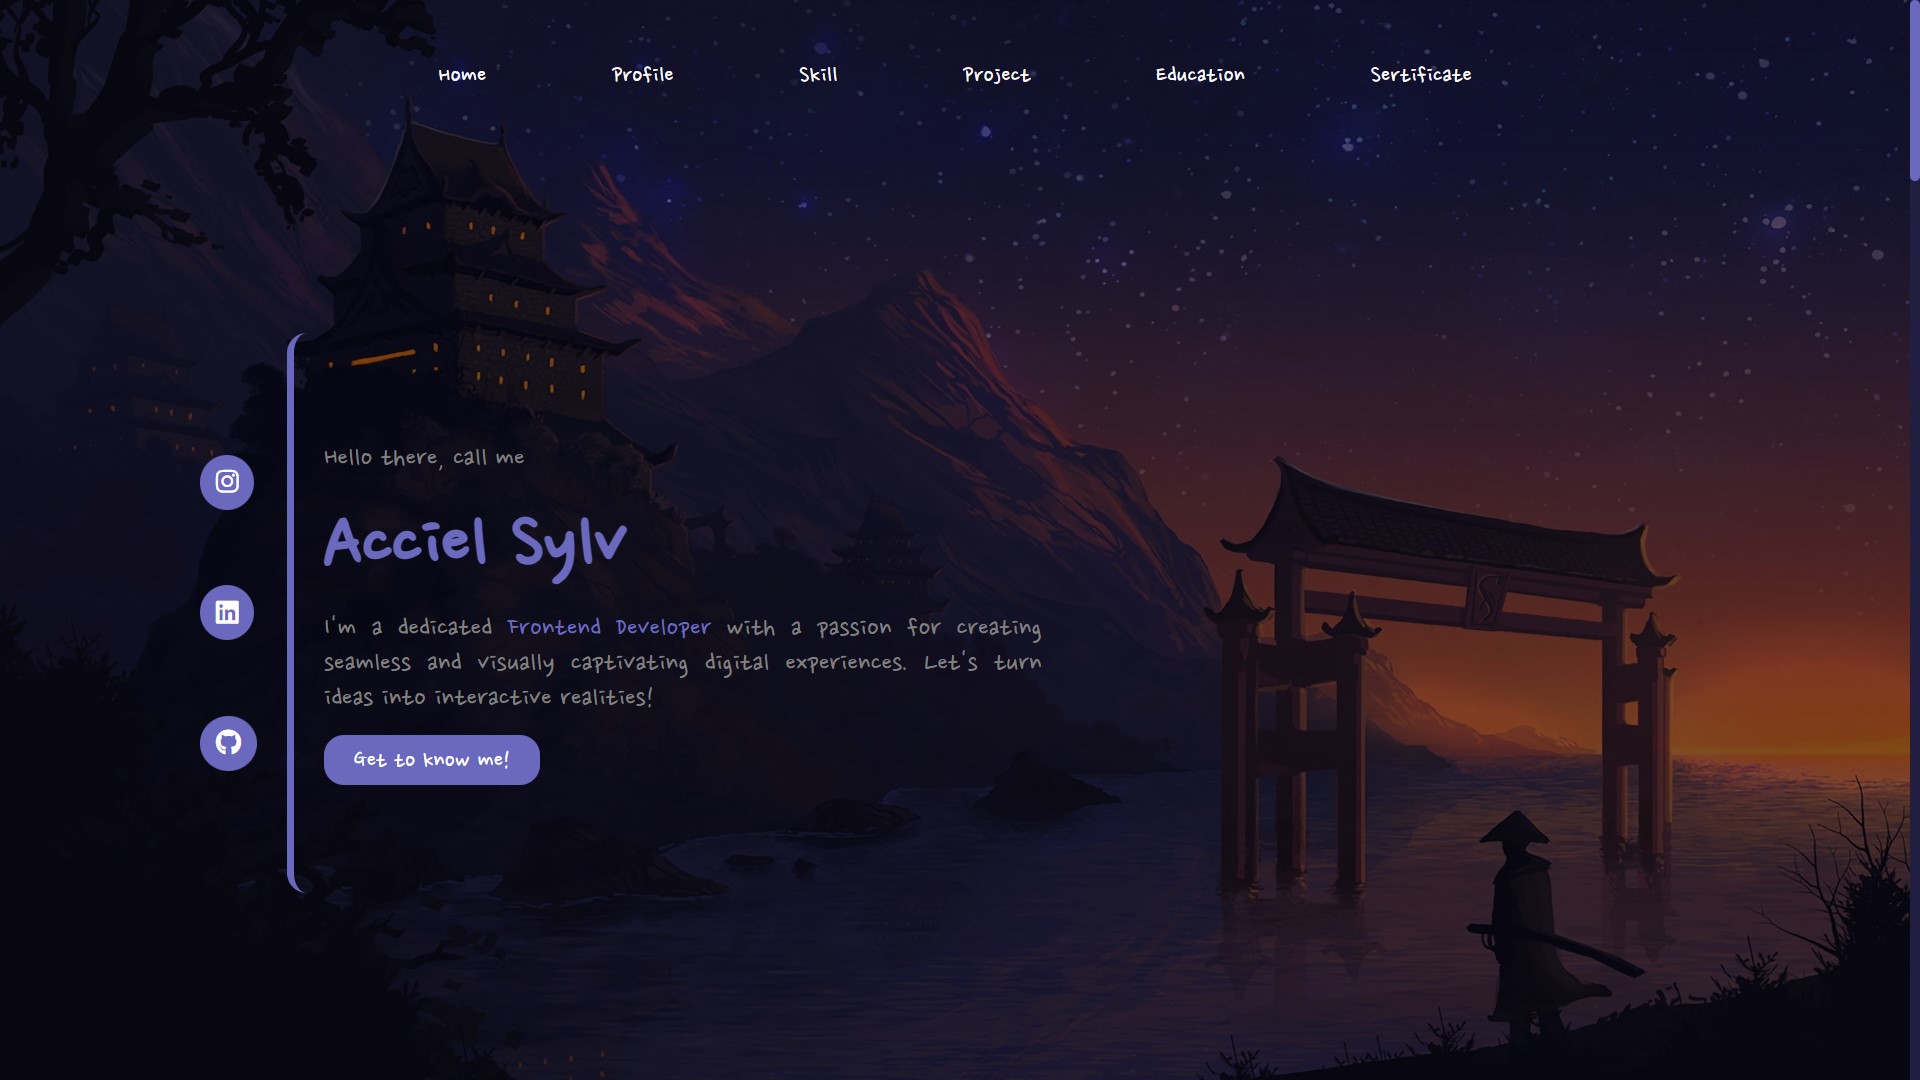 Home Profile Skill Project Education Sertificate
Hello there, call me
Acciel Sylv
I'm a dedicated Frontend Developer with a passion for creating
seamless and visually captivating digital experiences. Let's turn
ideas into interactive realities!
Get to know me!